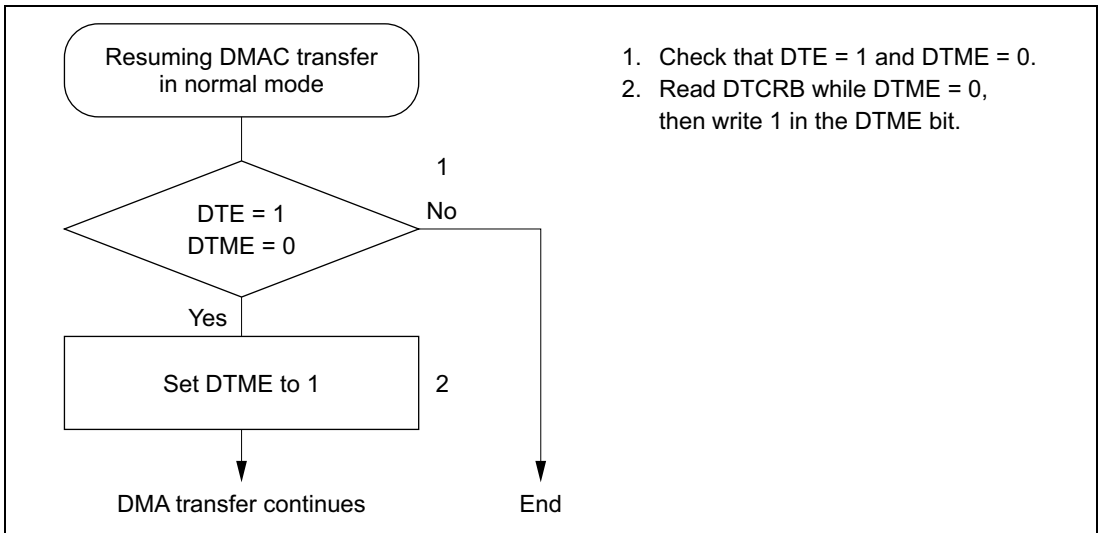 Resuming DMAC transfer
in normal mode
1. Check that DTE = 1 and DTME = 0.
2. Read DTCRB while DTME = 0,
then write 1 in the DTME bit.
1
DTE = 1
DTME = 0
No
Yes
Set DTME to 1
2
DMA transfer continues
End